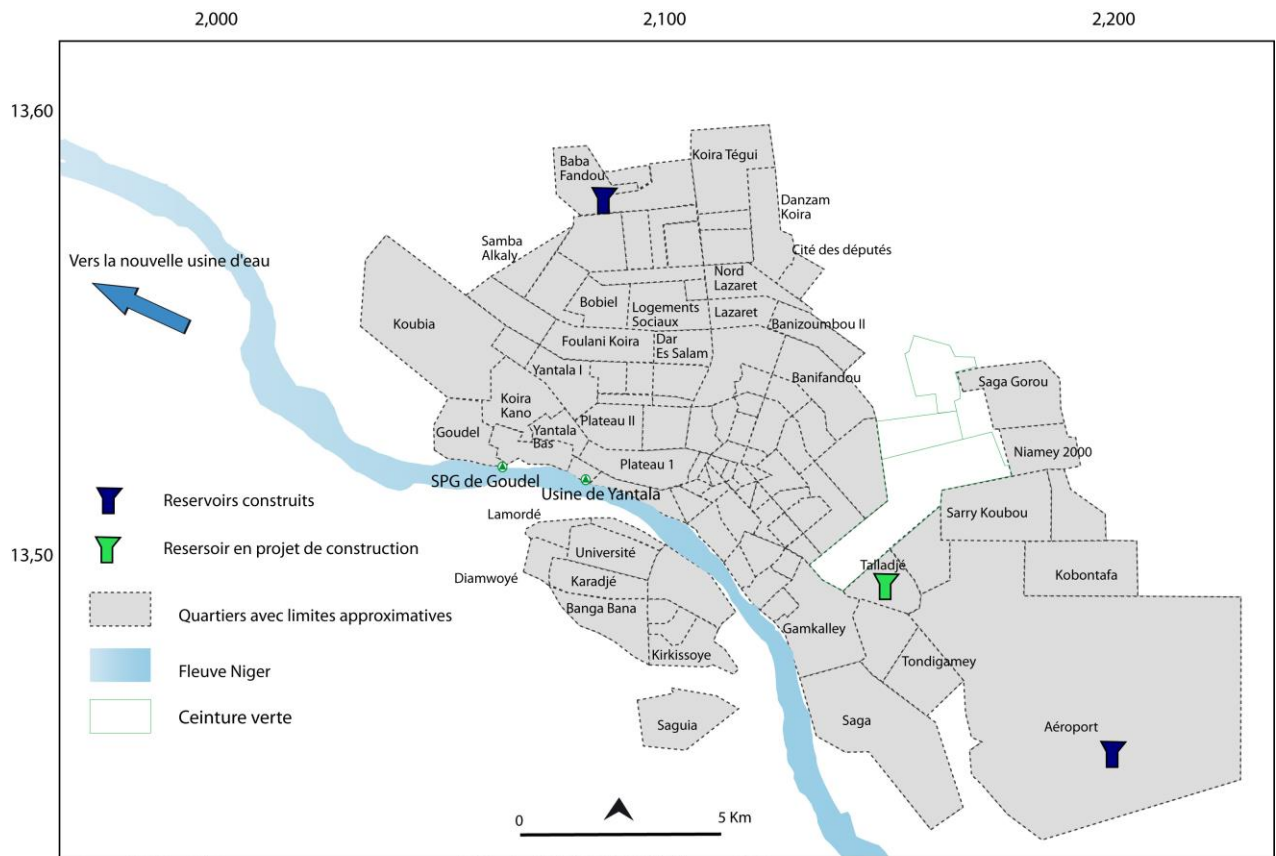 2,000
2,100
2,200
13,60
13,50
Baba
Fandou
Koira Tégui
Danzam
Koira
Samba
Alkaly
Cité des députés
Vers la nouvelle usine d'eau
Nord
Lazaret
Bobiel
Logements
Sociaux
Lazaret
Koubia
Banizoumbou II
Foulani Koira
Dar
Es Salam
Yantala I
Banifandou
Saga Gorou
Koira
Kano
Goudel
Yantala
Bas
Plateau II
Niamey 2000
Plateau 1
SPG de Goudel
Usine de Yantala
Lamordé
Sarry Koubou
Université
Talladjé
Diamwoyé
Karadjé
Kobontafa
Banga Bana
Gamkalley
Kirkissoye
Tondigamey
Saguia
Saga
Aéroport
Reservoirs construits
Resersoir en projet de construction
Quartiers avec limites approximatives
Fleuve Niger
Ceinture verte
0
5 Km